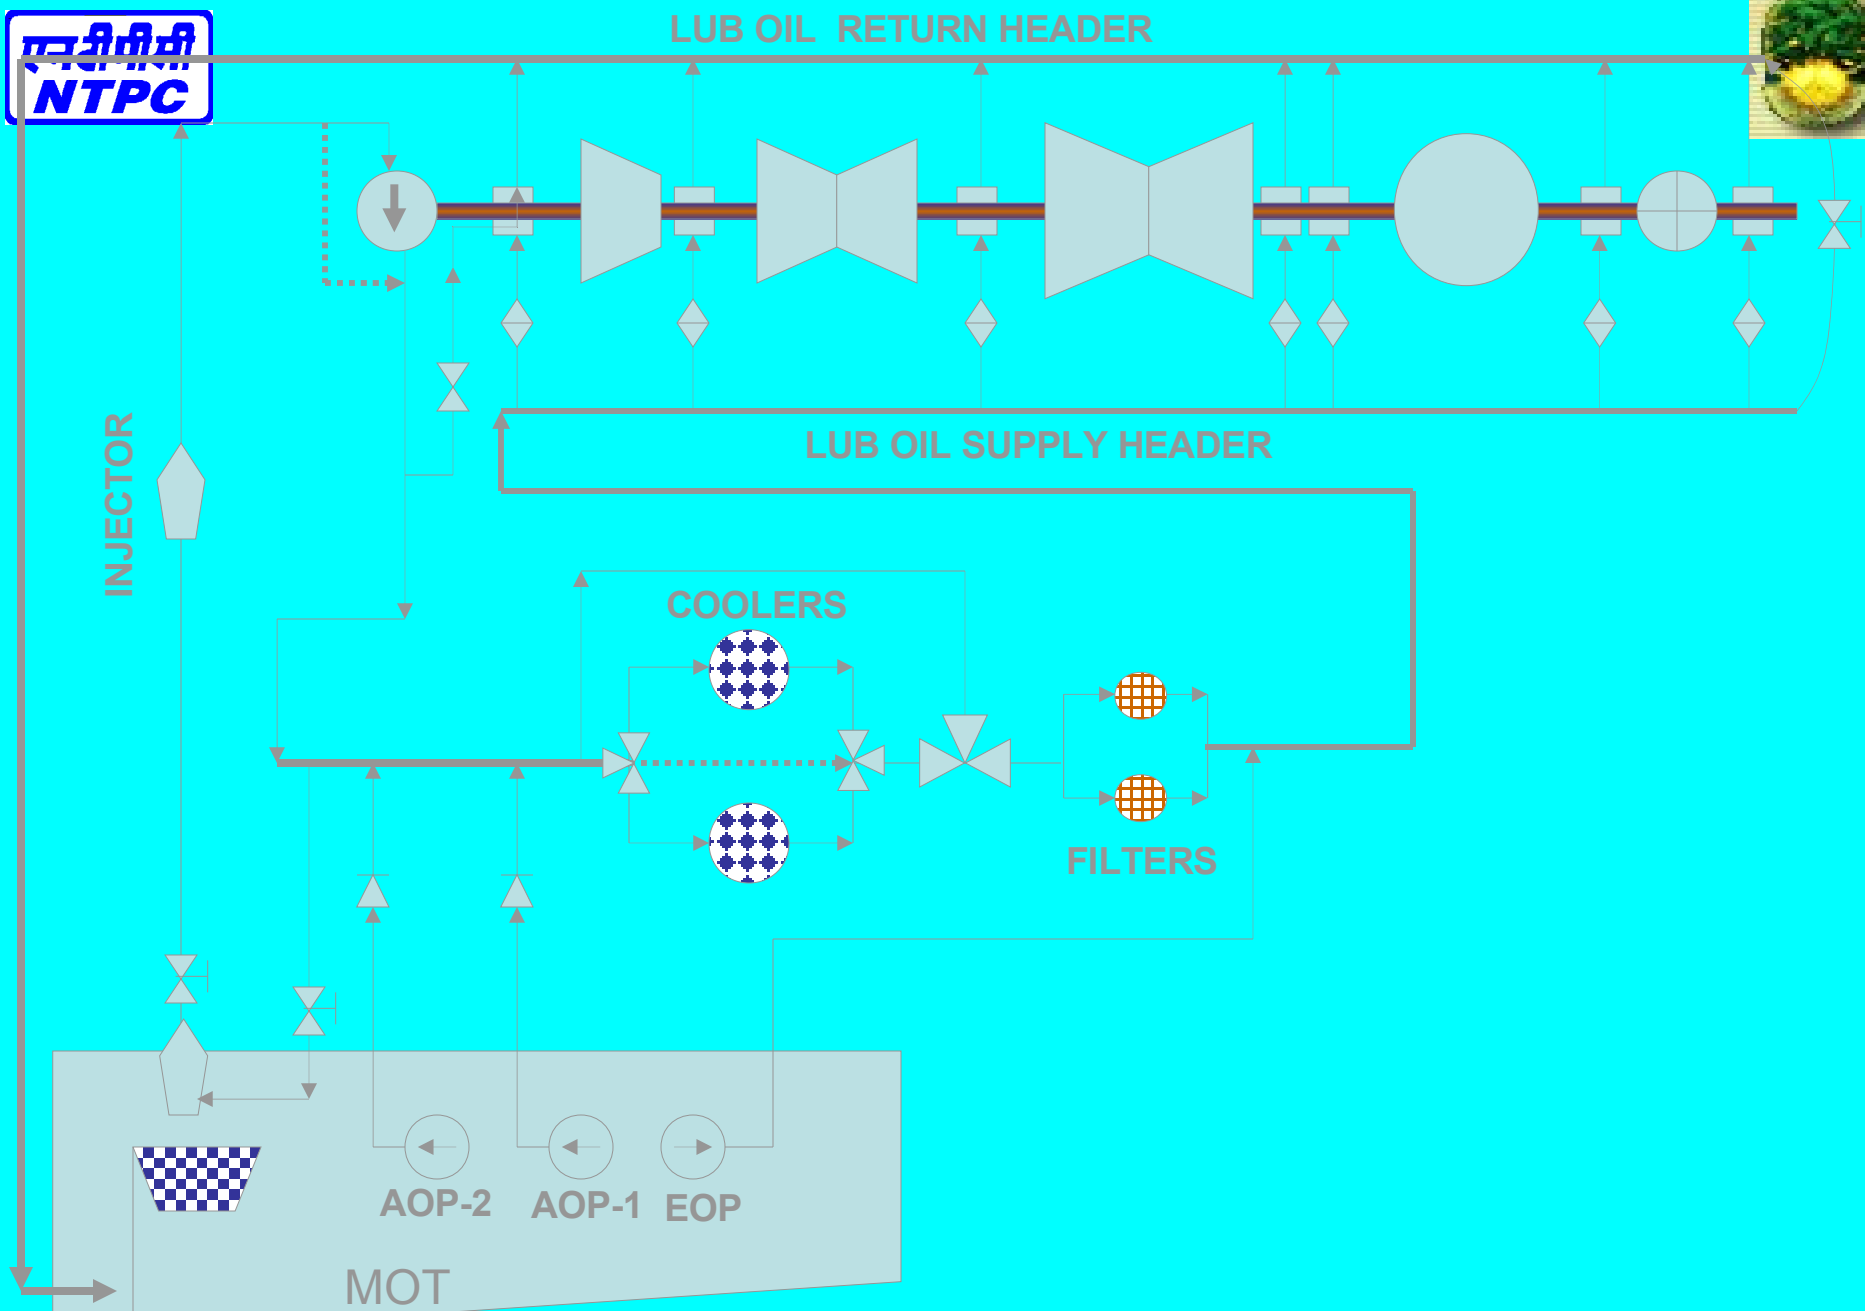 LUB OIL RETURN HEADER
एनटीपीसी
NTPC
LUB OIL SUPPLY HEADER
INJECTOR
COOLERS
FILTERS
AOP-2
AOP-1
EOP
MOT